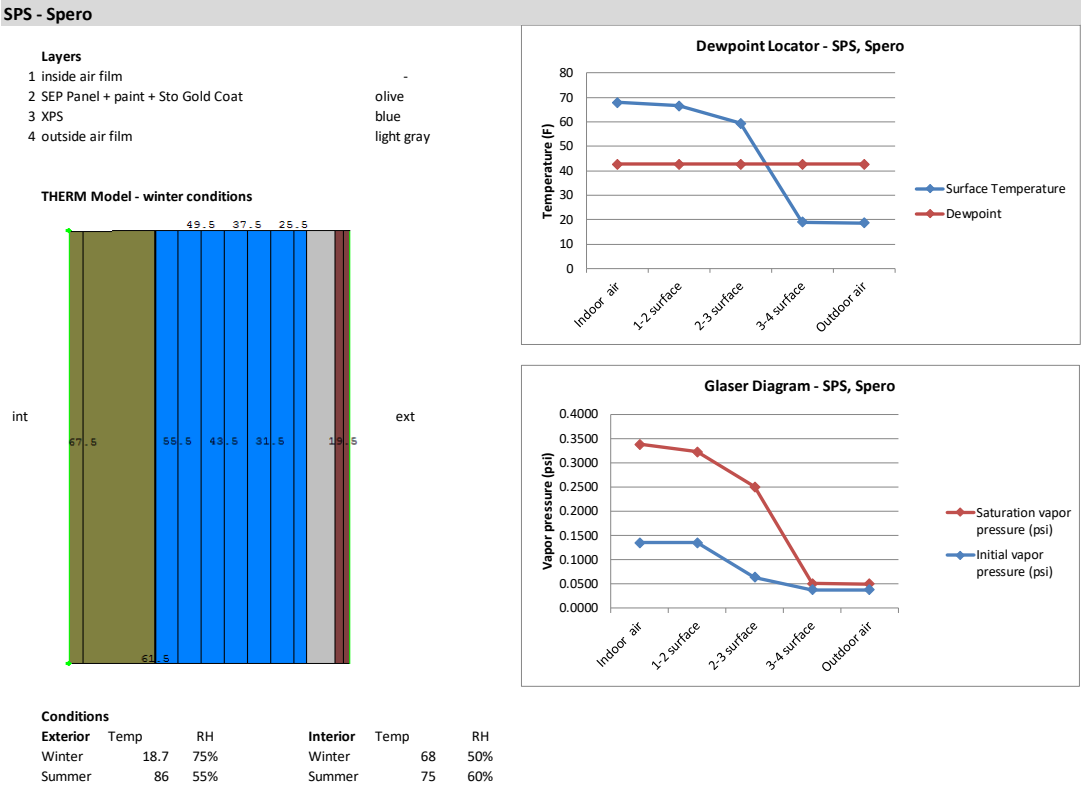 SPS - Spero
Layers
1 inside air film -
2 SEP Panel + paint + Sto Gold Coat olive
3 XPS blue
4 outside air film light gray
THERM Model - winter conditions
49.5 37.5 25.5
int
67.5 55.5 43.5 31.5 19.5
ext
61.5
Dewpoint Locator - SPS, Spero
Temperature (F)
80
70
60
50
40
30
20
10
0
Indoor air
1-2 surface
2-3 surface
3-4 surface
Outdoor air
Surface Temperature
Dewpoint
Glaser Diagram - SPS, Spero
Vapor pressure (psi)
0.4000
0.3500
0.3000
0.2500
0.2000
0.1500
0.1000
0.0500
0.0000
Indoor air
1-2 surface
2-3 surface
3-4 surface
Outdoor air
Saturation vapor
pressure (psi)
Initial vapor
pressure (psi)
Conditions
Exterior Temp RH Interior Temp RH
Winter 18.7 75% Winter 68 50%
Summer 86 55% Summer 75 60%